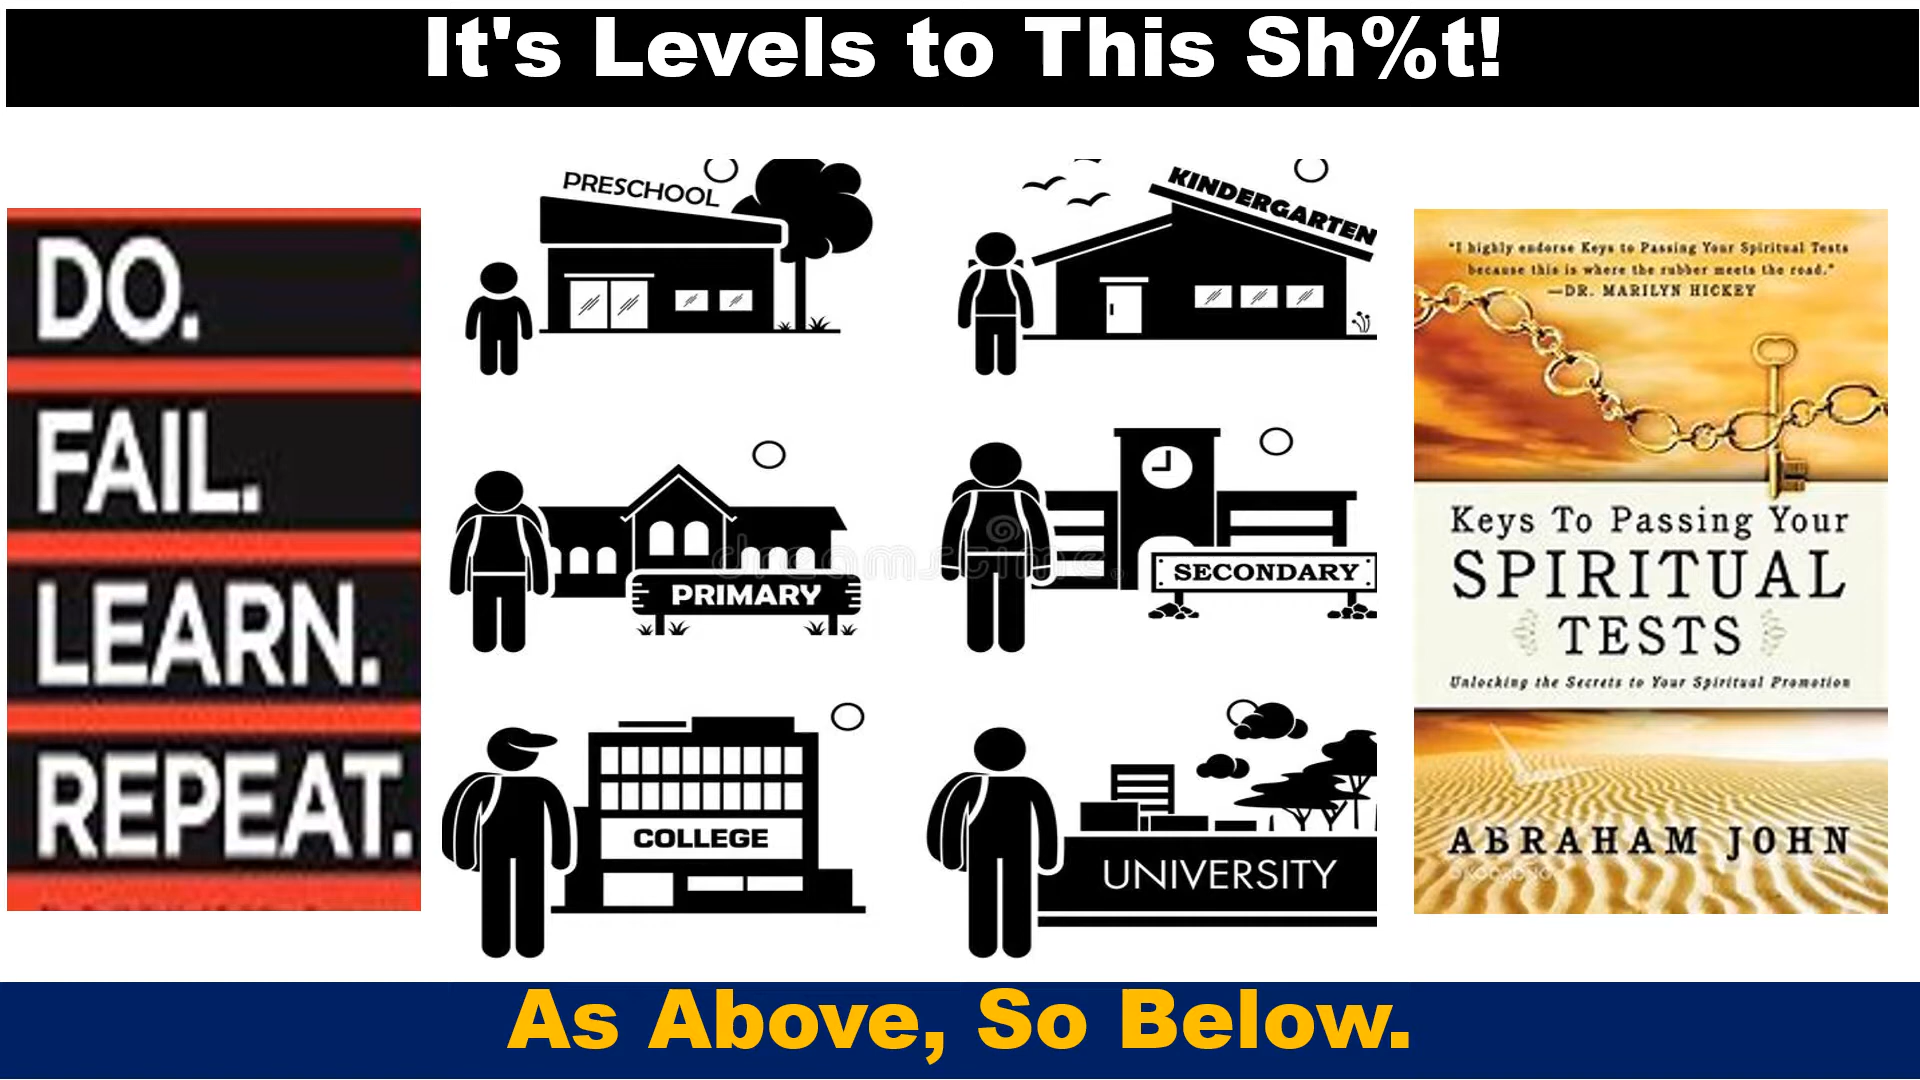 It's Levels to This Sh%t!
DO.
FAIL.
LEARN.
REPEAT.
PRESCHOOL
KINDERGARTEN
PRIMARY
SECONDARY
COLLEGE
UNIVERSITY
dreamstime
"I highly endorse Keys to Passing Your Spiritual Tests
because this is where the rubber meets the road."
—DR. MARILYN HICKEY
Keys To Passing Your
SPIRITUAL
TESTS
Unlocking the Secrets to Your Spiritual Promotion
ABRAHAM JOHN
As Above, So Below.